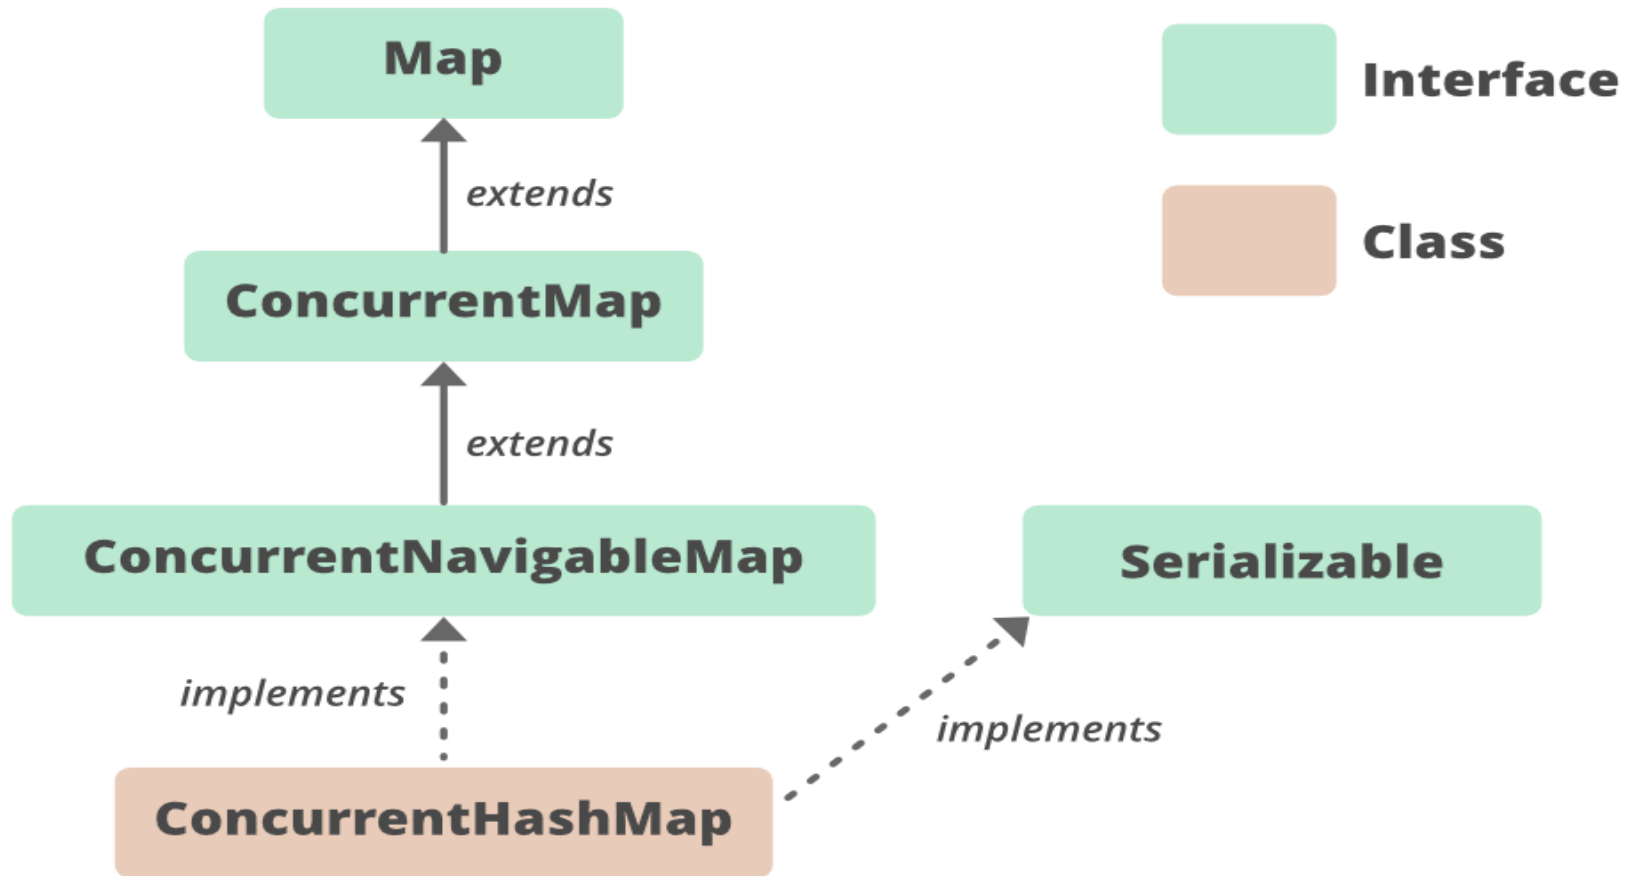 Map
Interface
extends
Class
ConcurrentMap
extends
ConcurrentNavigableMap
Serializable
implements
implements
ConcurrentHashMap